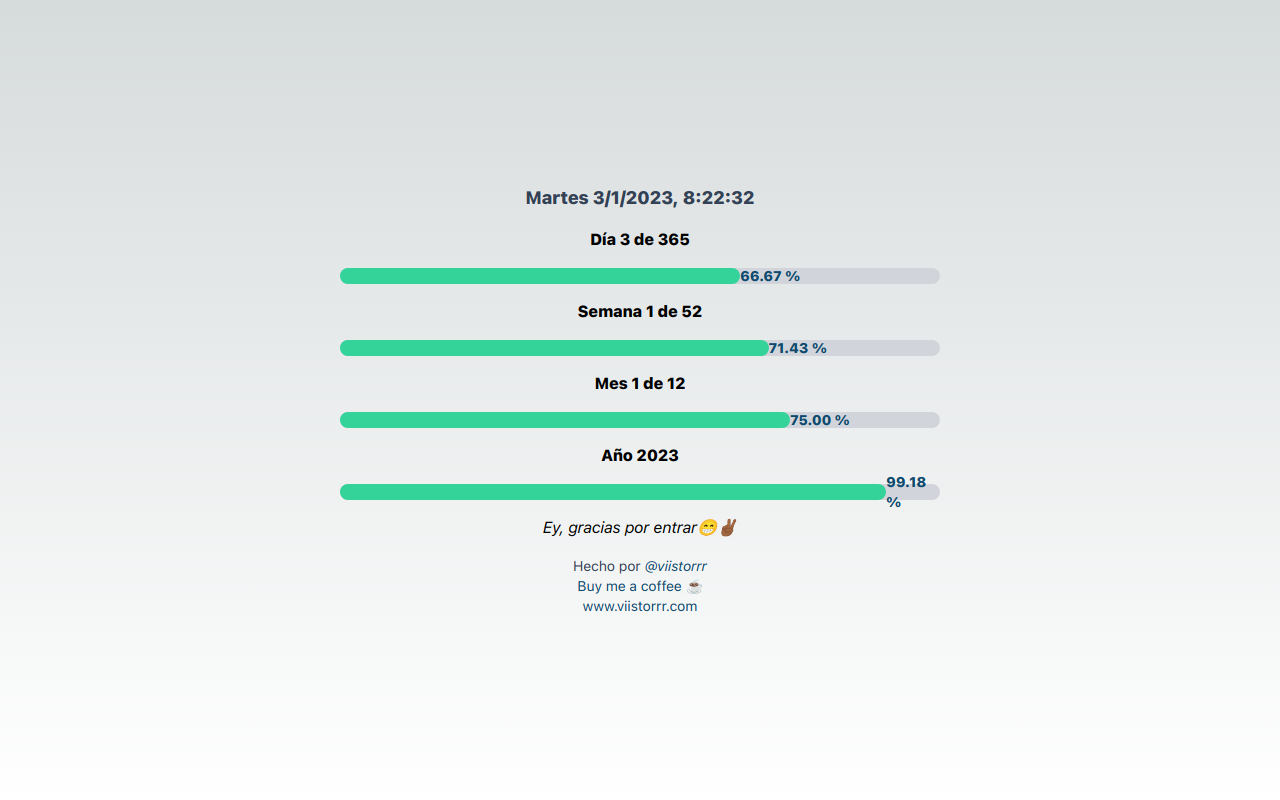 Martes 3/1/2023, 8:22:32
Día 3 de 365
66.67 %
Semana 1 de 52
71.43 %
Mes 1 de 12
75.00 %
Año 2023
99.18
%
Ey, gracias por entrar😁✌🏾
Hecho por @viistorrr
Buy me a coffee ☕
www.viistorrr.com